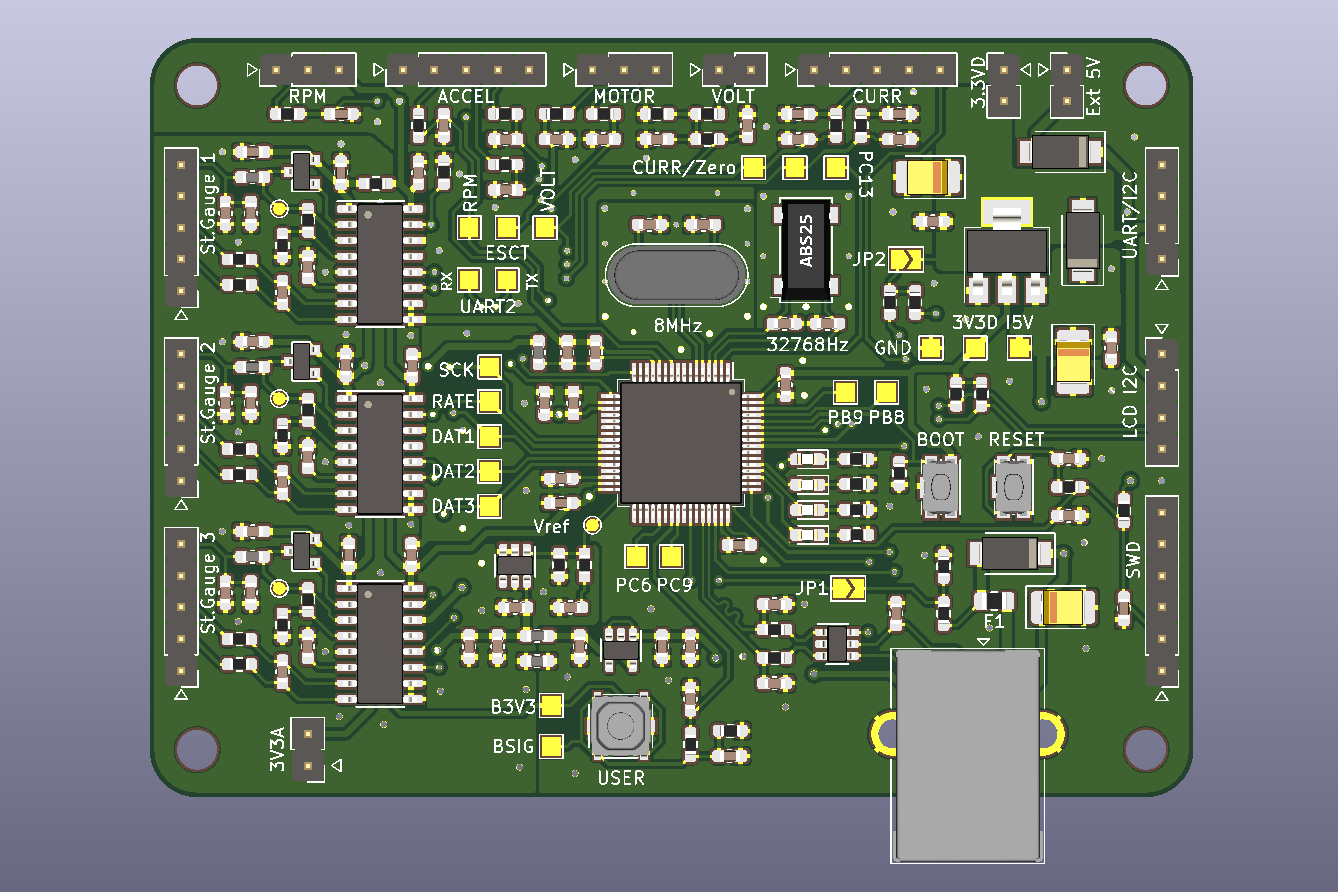 RPM
ACCEL
MOTOR
VOLT
CURR
3.3VD
Ext 5V
St.Gauge 1
RPM
VOLT
CURR/Zero
PC13
UART/I2C
ESCT
ABS25
JP2
RX
TX
UART2
8MHz
32768Hz
3V3D I5V
GND
St.Gauge 2
SCK
RATE
DAT1
DAT2
DAT3
PB9 PB8
LCD I2C
BOOT
RESET
Vref
St.Gauge 3
PC6 PC9
JP1
SWD
F1
B3V3
BSIG
3V3A
USER